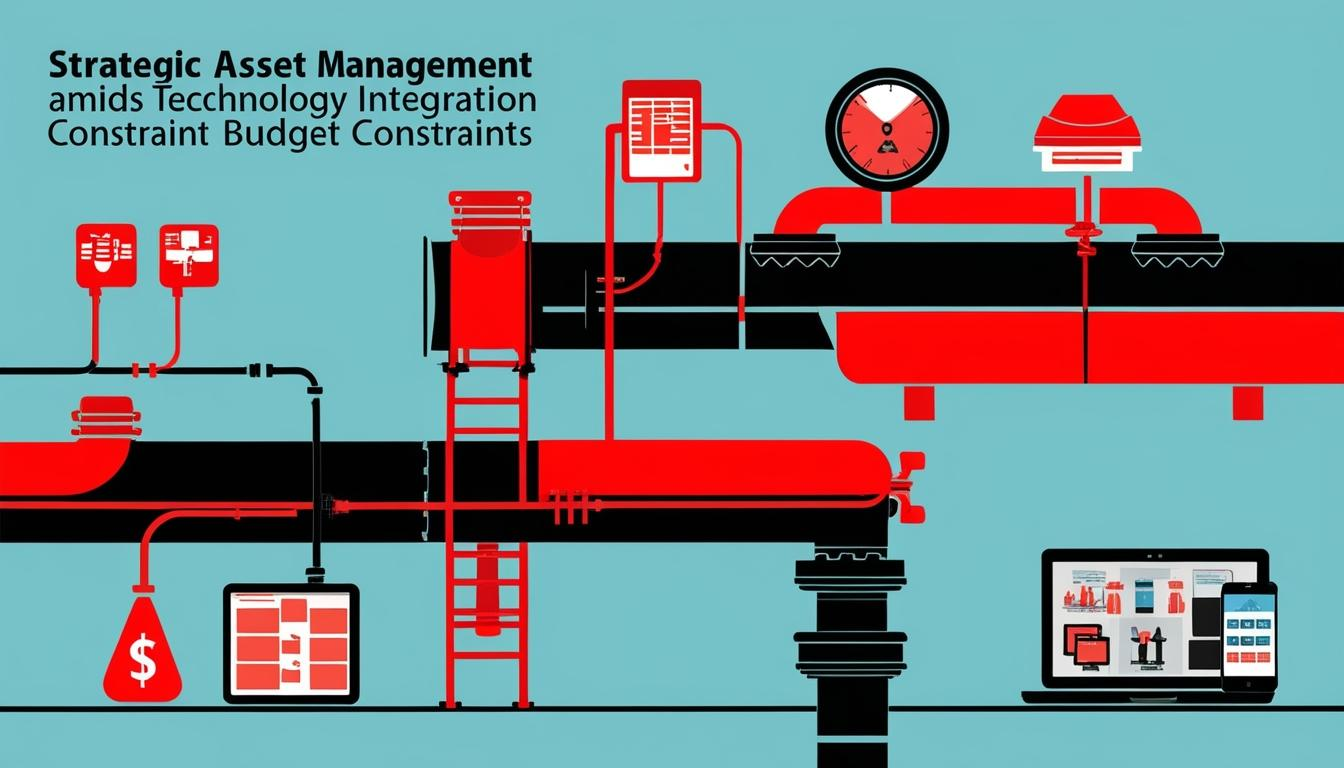 Strategic Asset Management
amids Tecchnology Integration
Constraint Budget Constraints
$